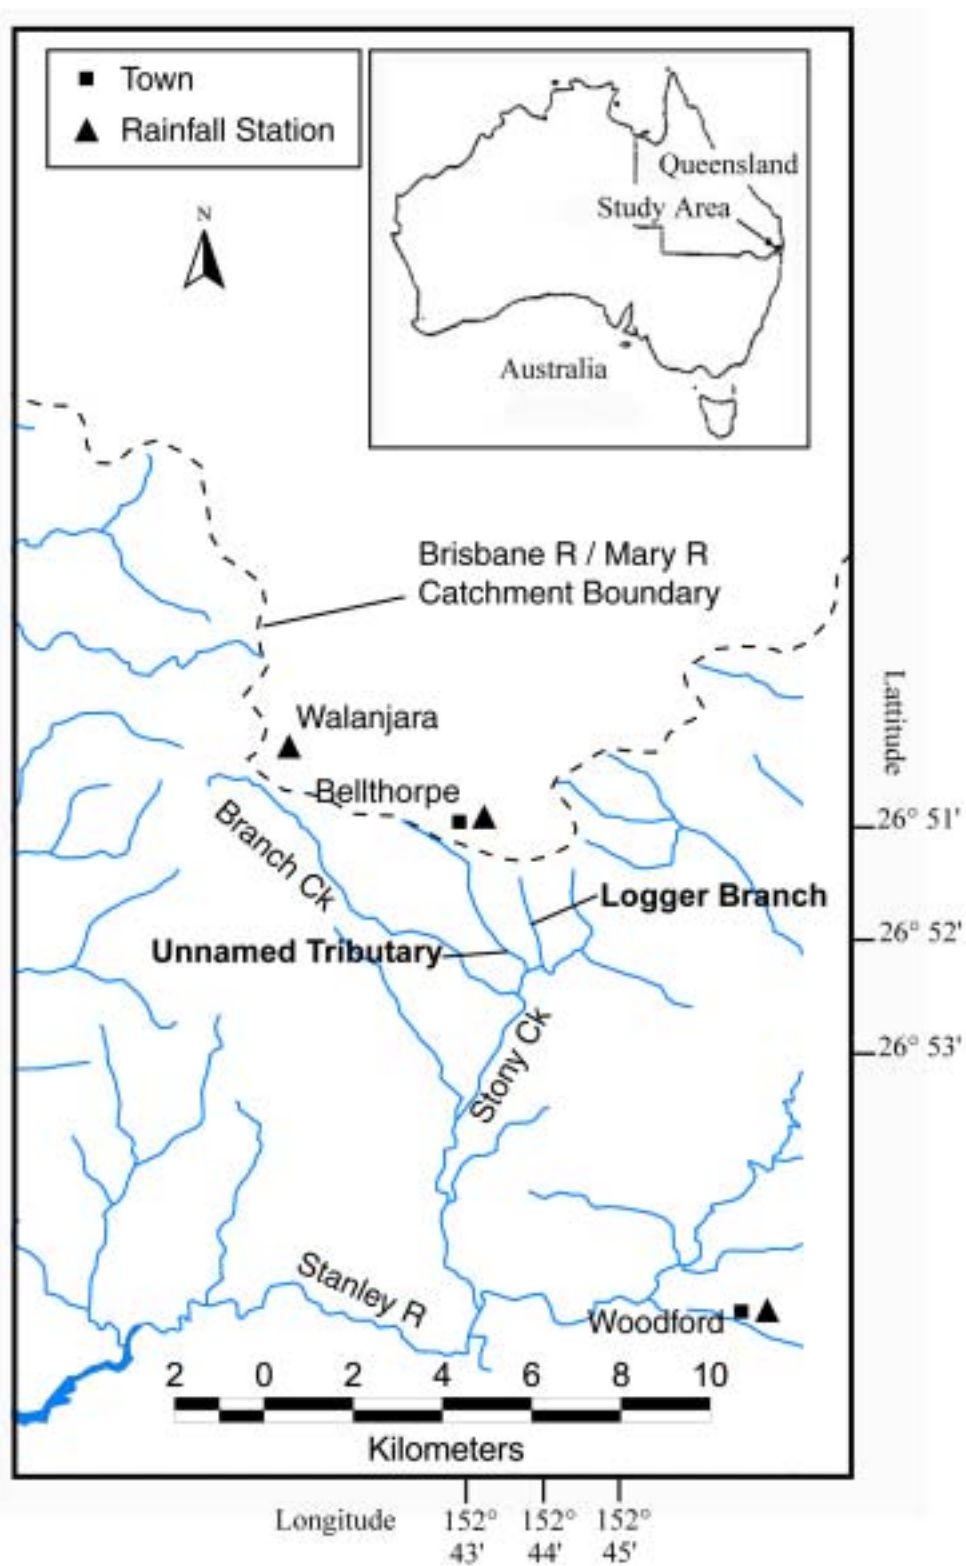 Town
Rainfall Station
N
Queensland
Study Area
Australia
Brisbane R / Mary R
Catchment Boundary
Walanjara
Bellthorpe
Branch Ck
Logger Branch
Unnamed Tributary
Stony Ck
Stanley R
Woodford
Lattitude
26° 51'
26° 52'
26° 53'
2 0 2 4 6 8 10
Kilometers
Longitude
152° 152° 152°
43' 44' 45'